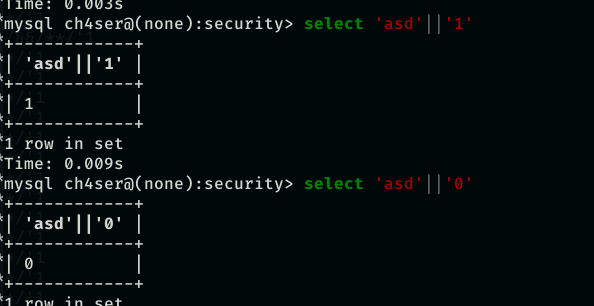 Time: 0.003s
mysql ch4ser@(none):security> select 'asd'||'1'
+------------+
| 'asd'||'1' |
+------------+
| 1          |
+------------+
1 row in set
Time: 0.009s
mysql ch4ser@(none):security> select 'asd'||'0'
+------------+
| 'asd'||'0' |
+------------+
| 0          |
+------------+
1 row in set